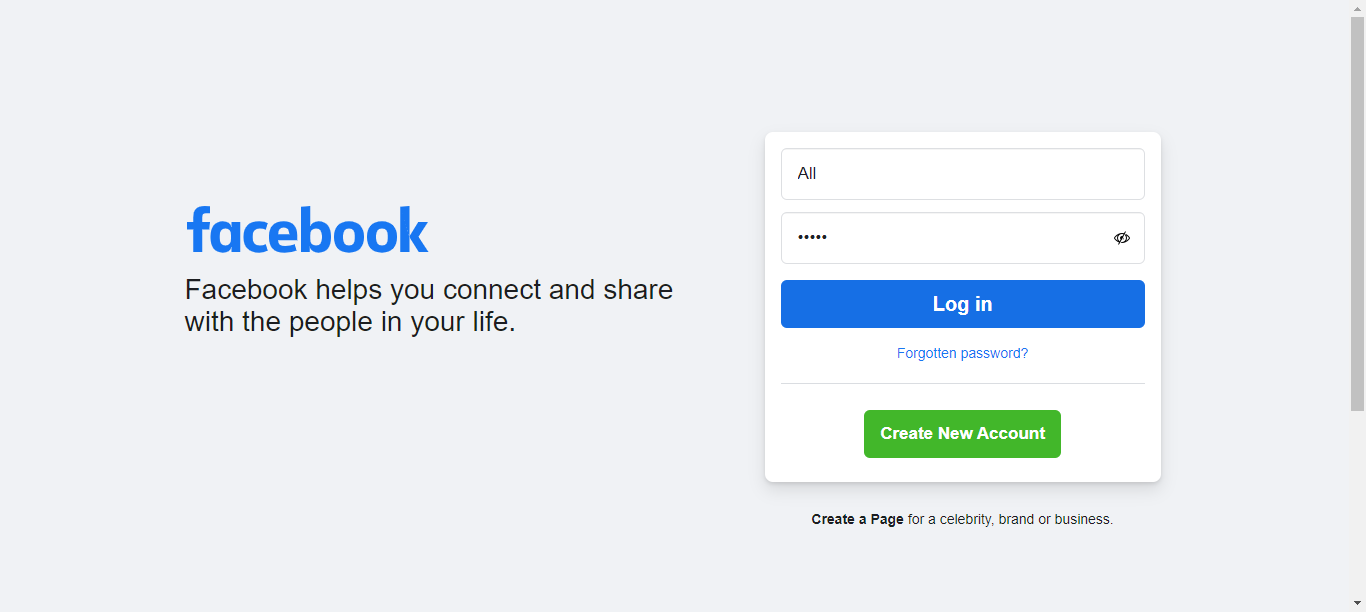 facebook
Facebook helps you connect and share
with the people in your life.
All
•••••
Log in
Forgotten password?
Create New Account
Create a Page for a celebrity, brand or business.